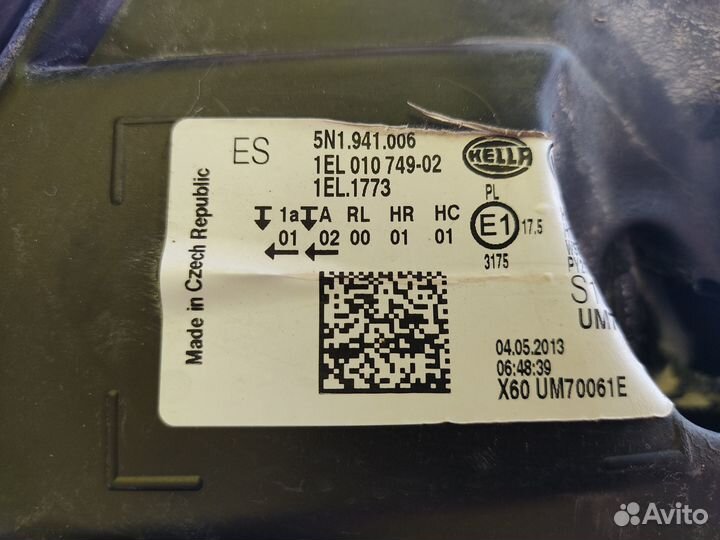 ES
5N1.941.006
1EL 010 749-02
1EL.1773
HELLA
PL
1a A RL HR HC
01 02 00 01 01
E1
17.5
3175
Made in Czech Republic
04.05.2013
06:48:39
X60 UM70061E
Avito